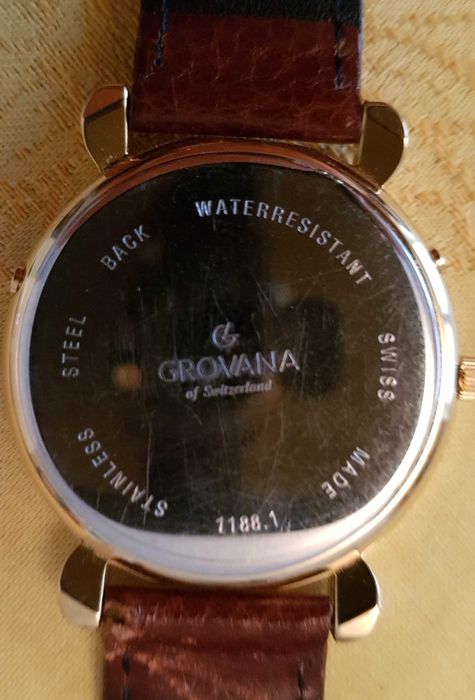 WATERRESISTANT
SWISS MADE
1188.1
STAINLESS STEEL BACK
GROVANA
of Switzerland